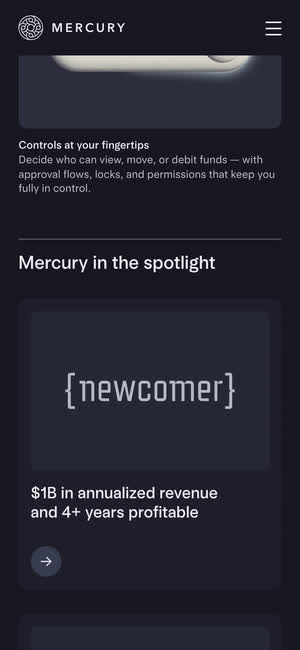 MERCURY
Controls at your fingertips
Decide who can view, move, or debit funds — with
approval flows, locks, and permissions that keep you
fully in control.
Mercury in the spotlight
{newcomer}
$1B in annualized revenue
and 4+ years profitable